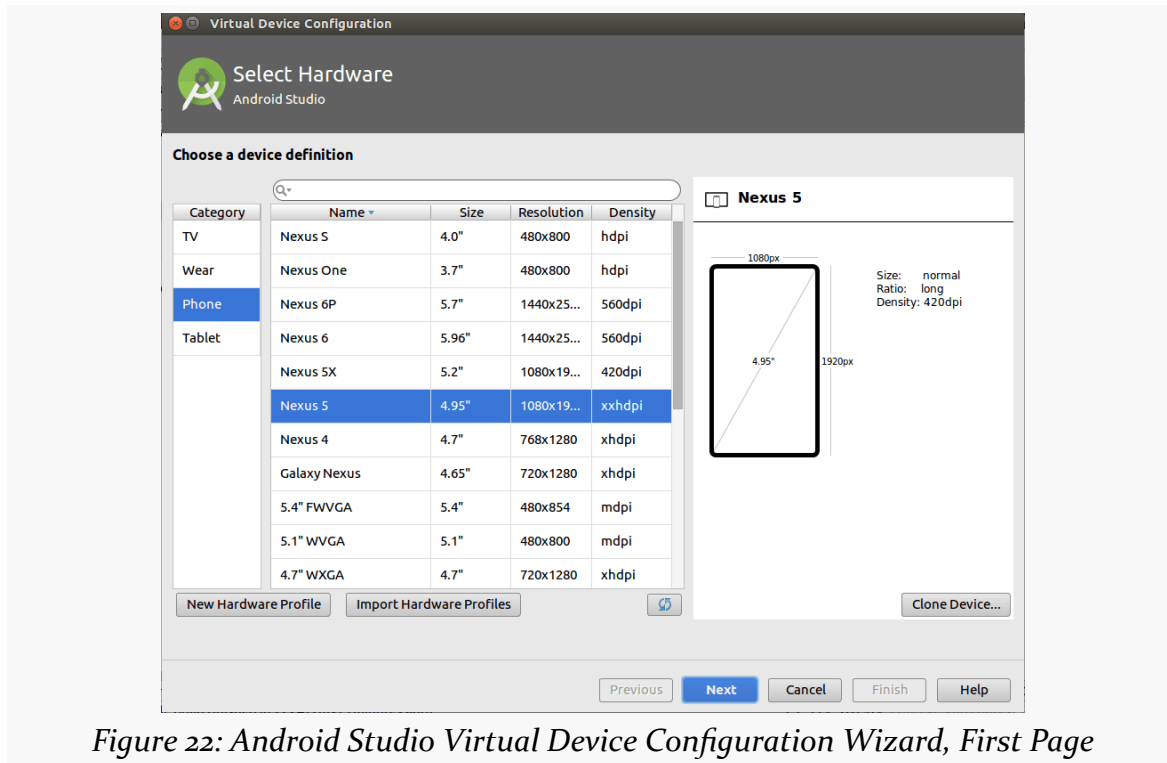 Virtual Device Configuration
Select Hardware
Android Studio
Choose a device definition
Category
TV
Wear
Phone
Tablet
Name Size Resolution Density
Nexus S 4.0" 480x800 hdpi
Nexus One 3.7" 480x800 hdpi
Nexus 6P 5.7" 1440x25... 560dpi
Nexus 6 5.96" 1440x25... 560dpi
Nexus 5X 5.2" 1080x19... 420dpi
Nexus 5 4.95" 1080x19... xxhdpi
Nexus 4 4.7" 768x1280 xhdpi
Galaxy Nexus 4.65" 720x1280 xhdpi
5.4" FWVGA 5.4" 480x854 mdpi
5.1" WVGA 5.1" 480x800 mdpi
4.7" WXGA 4.7" 720x1280 xhdpi
New Hardware Profile Import Hardware Profiles
Nexus 5
1080px
Size: normal
Ratio: long
Density: 420dpi
4.95" 1920px
Clone Device...
Previous Next Cancel Finish Help
Figure 22: Android Studio Virtual Device Configuration Wizard, First Page